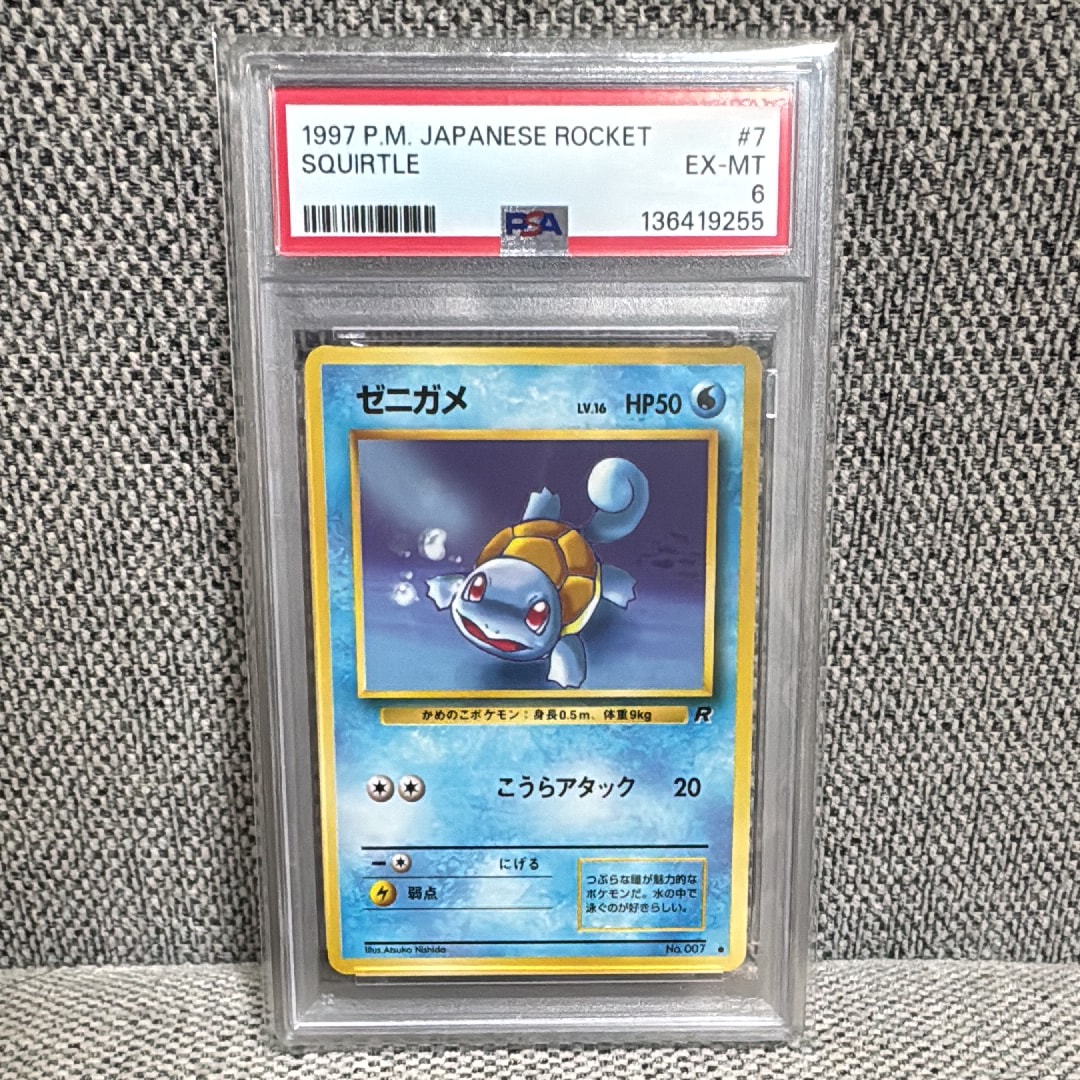 1997 P.M. JAPANESE ROCKET #7
SQUIRTLE EX-MT
6
PSA 136419255
ゼニガメ LV.16 HP50
かめのこポケモン：身長0.5m、体重9kg R
こうらアタック 20
にげる
弱点
つぶらな瞳が魅力的な
ポケモンだ。水の中で
泳ぐのが好きらしい。
Illus. Atsuko Nishida No. 007